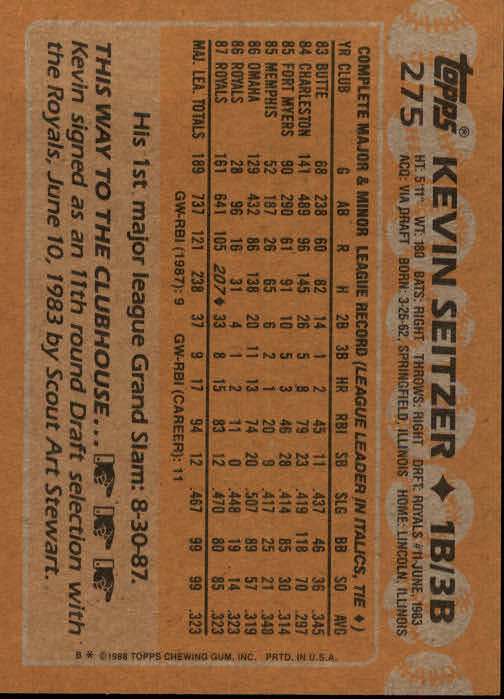 topps®
275
KEVIN SEITZER ♦ 1B/3B
HT: 5'11" WT: 180 BATS: RIGHT THROWS: RIGHT DRFT: ROYALS #11-JUNE, 1983
ACQ: VIA DRAFT BORN: 3-26-62, SPRINGFIELD, ILLINOIS HOME: LINCOLN, ILLINOIS
COMPLETE MAJOR & MINOR LEAGUE RECORD (LEAGUE LEADER IN ITALICS, TIE ♦)
YR CLUB G AB R H 2B 3B HR RBI SB SLG BB SO AVG
83 BUTTE 68 238 60 82 14 1 2 45 11 .437 46 36 .345
84 CHARLESTON 141 489 96 145 26 5 8 79 23 .419 118 70 .297
85 FORT MYERS 90 290 61 91 10 5 3 46 28 .414 85 30 .314
85 MEMPHIS 52 187 26 65 6 2 1 20 9 .417 25 21 .348
86 OMAHA 129 432 86 138 20 11 13 74 20 .507 89 57 .319
86 ROYALS 28 96 16 31 4 1 2 11 0 .448 19 14 .323
87 ROYALS 161 641 105 207♦ 33 8 15 83 12 .470 80 85 .323
MAJ. LEA. TOTALS 189 737 121 238 37 9 17 94 12 .467 99 99 .323
GW-RBI (1987): 9 GW-RBI (CAREER): 11
His 1st major league Grand Slam: 8-30-87.
THIS WAY TO THE CLUBHOUSE...
Kevin signed as an 11th round Draft selection with
the Royals, June 10, 1983 by Scout Art Stewart.
B * ©1988 TOPPS CHEWING GUM, INC. PRTD. IN U.S.A.